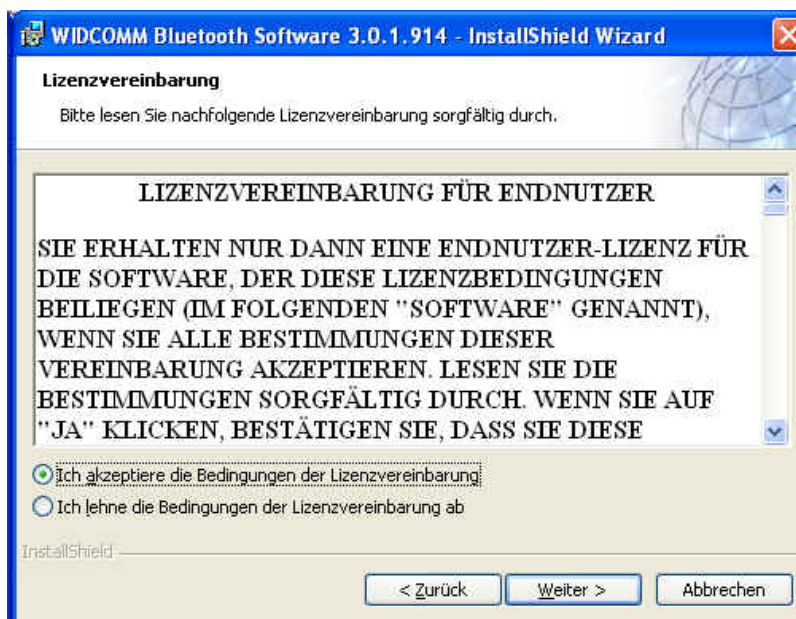 WIDCOMM Bluetooth Software 3.0.1.914 - InstallShield Wizard
Lizenzvereinbarung
Bitte lesen Sie nachfolgende Lizenzvereinbarung sorgfältig durch.
LIZENZVEREINBARUNG FÜR ENDNUTZER
SIE ERHALTEN NUR DANN EINE ENDNUTZER-LIZENZ FÜR
DIE SOFTWARE, DER DIESE LIZENZBEDINGUNGEN
BEILIEGEN (IM FOLGENDEN "SOFTWARE" GENANNT),
WENN SIE ALLE BESTIMMUNGEN DIESER
VEREINBARUNG AKZEPTIEREN. LESEN SIE DIE
BESTIMMUNGEN SORGFÄLTIG DURCH. WENN SIE AUF
"JA" KLICKEN, BESTÄTIGEN SIE, DASS SIE DIESE
Ich akzeptiere die Bedingungen der Lizenzvereinbarung
Ich lehne die Bedingungen der Lizenzvereinbarung ab
InstallShield
< Zurück Weiter > Abbrechen